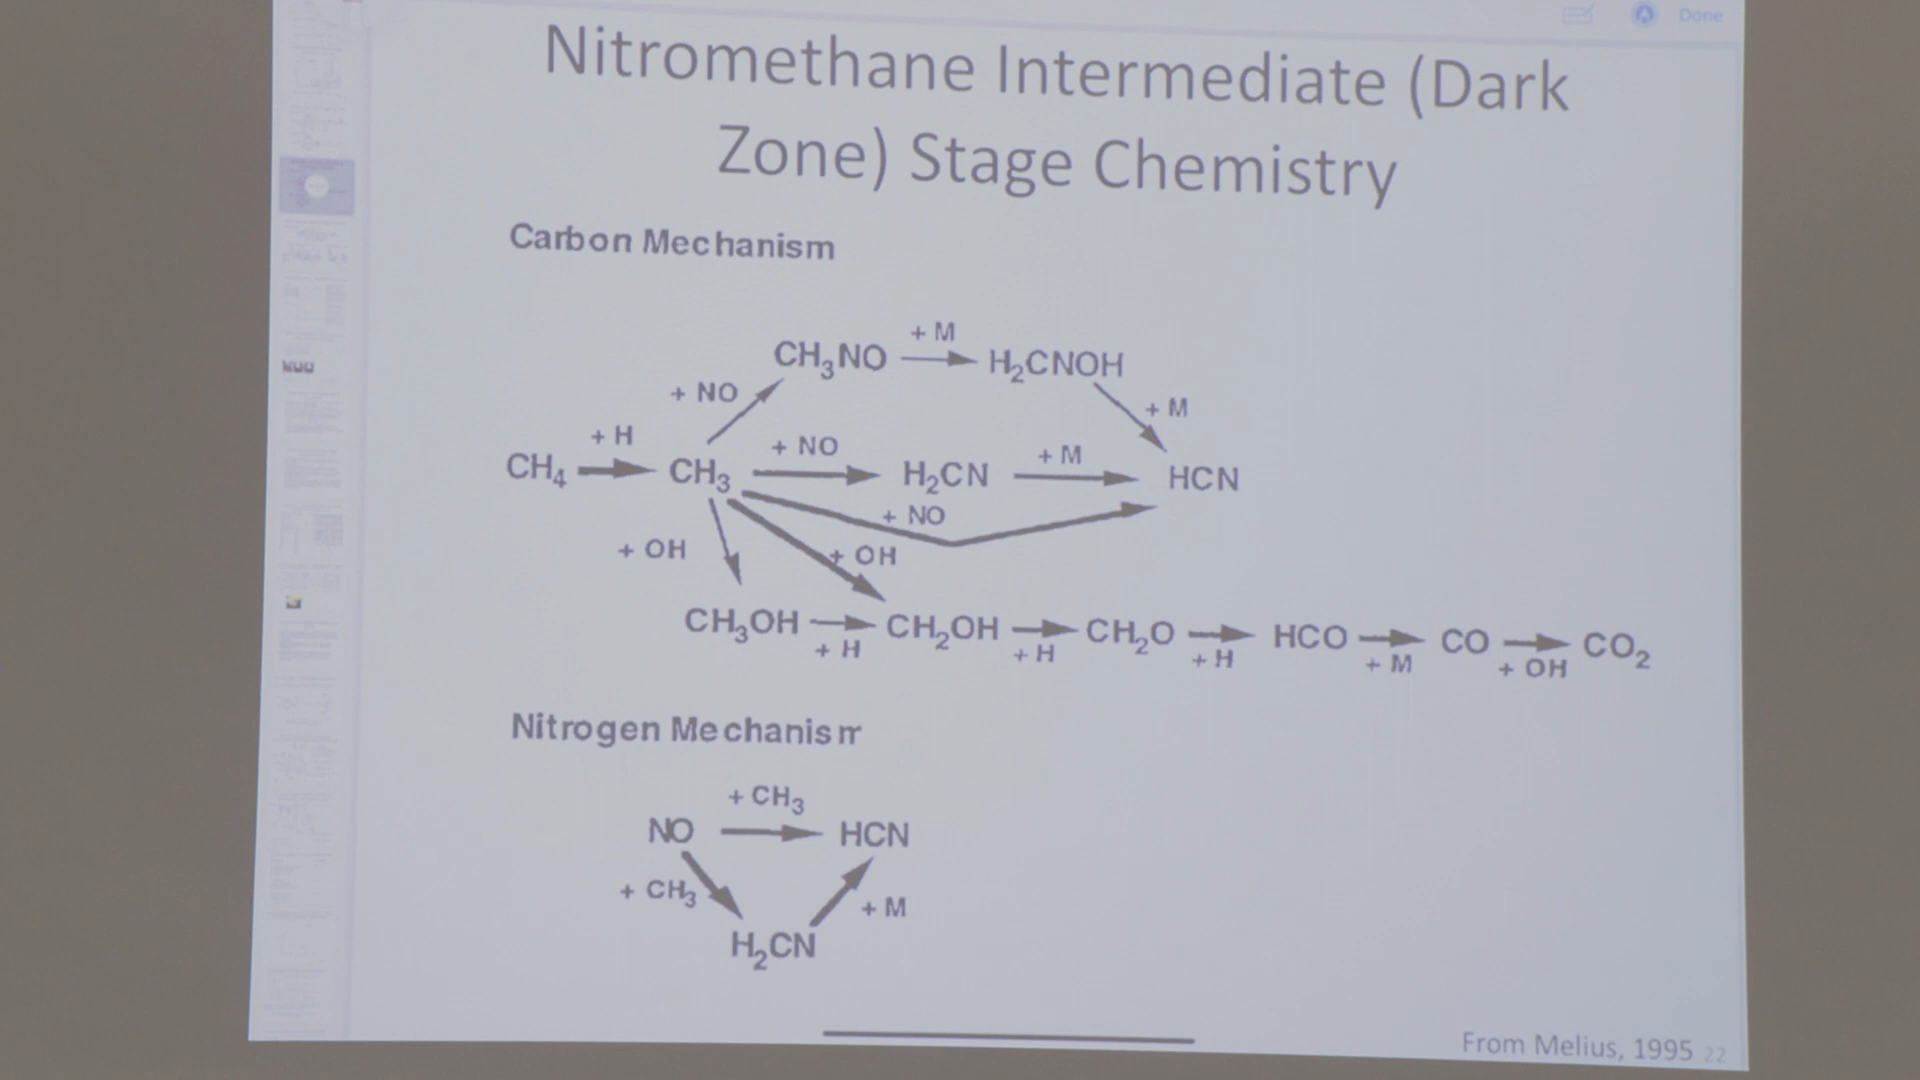 Done
Nitromethane Intermediate (Dark
Zone) Stage Chemistry
Carbon Mechanism
CH3NO + M H2CNOH
+ NO + M
CH4 + H CH3 + NO H2CN + M HCN
+ NO
+ OH + OH
CH3OH + H CH2OH + H CH2O + H HCO + M CO + OH CO2
Nitrogen Mechanism
NO + CH3 HCN
+ CH3 + M
H2CN
From Melius, 1995 22